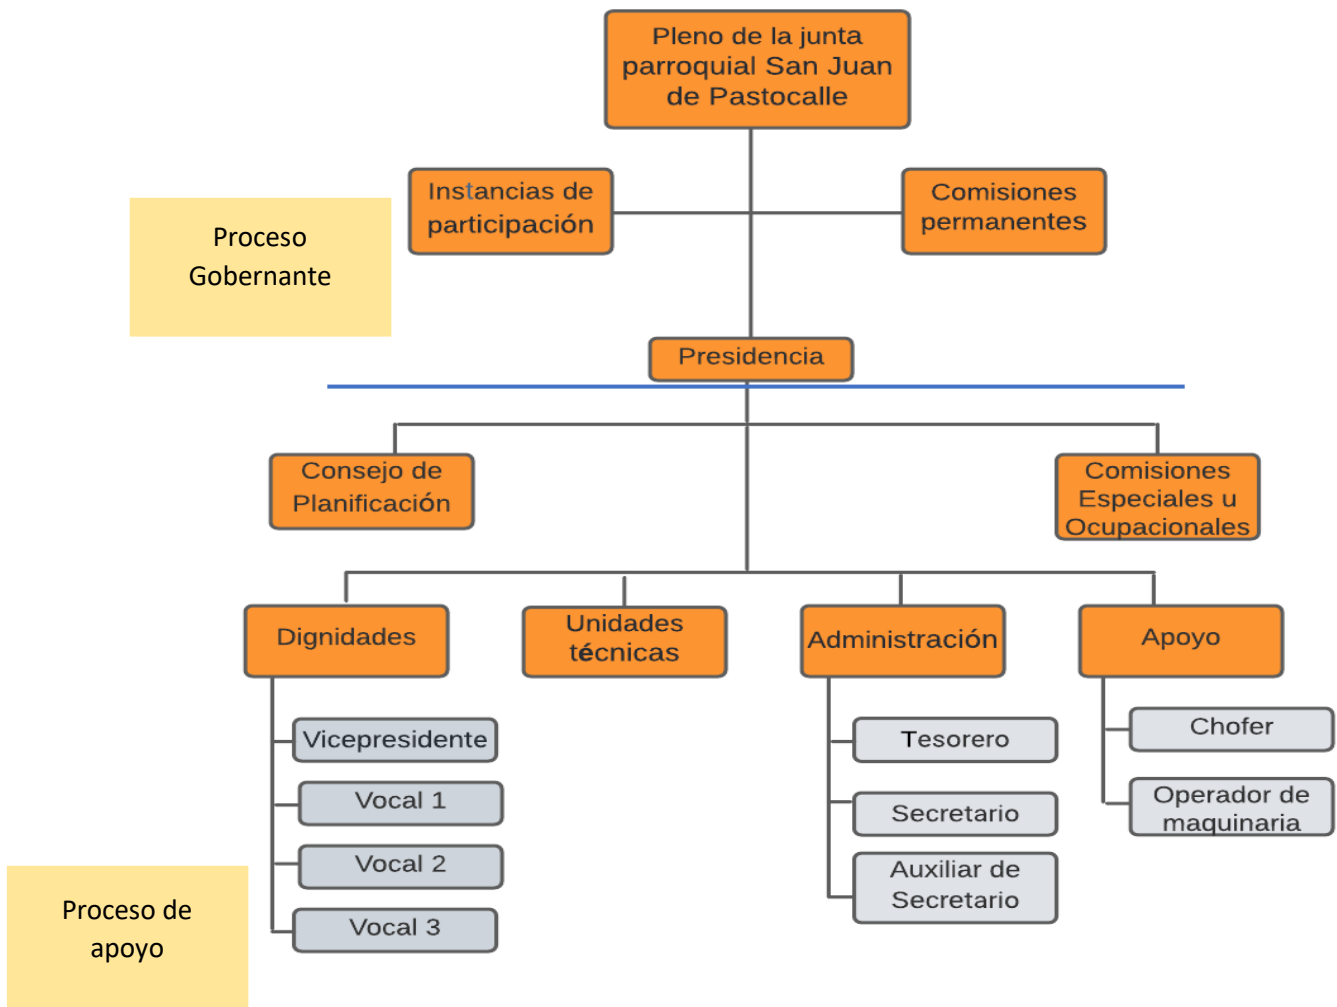 Pleno de la junta
parroquial San Juan
de Pastocalle
Instancias de
participación
Comisiones
permanentes
Proceso
Gobernante
Presidencia
Consejo de
Planificación
Comisiones
Especiales u
Ocupacionales
Dignidades
Unidades
técnicas
Administración
Apoyo
Vicepresidente
Vocal 1
Vocal 2
Vocal 3
Tesorero
Secretario
Auxiliar de
Secretario
Chofer
Operador de
maquinaria
Proceso de
apoyo